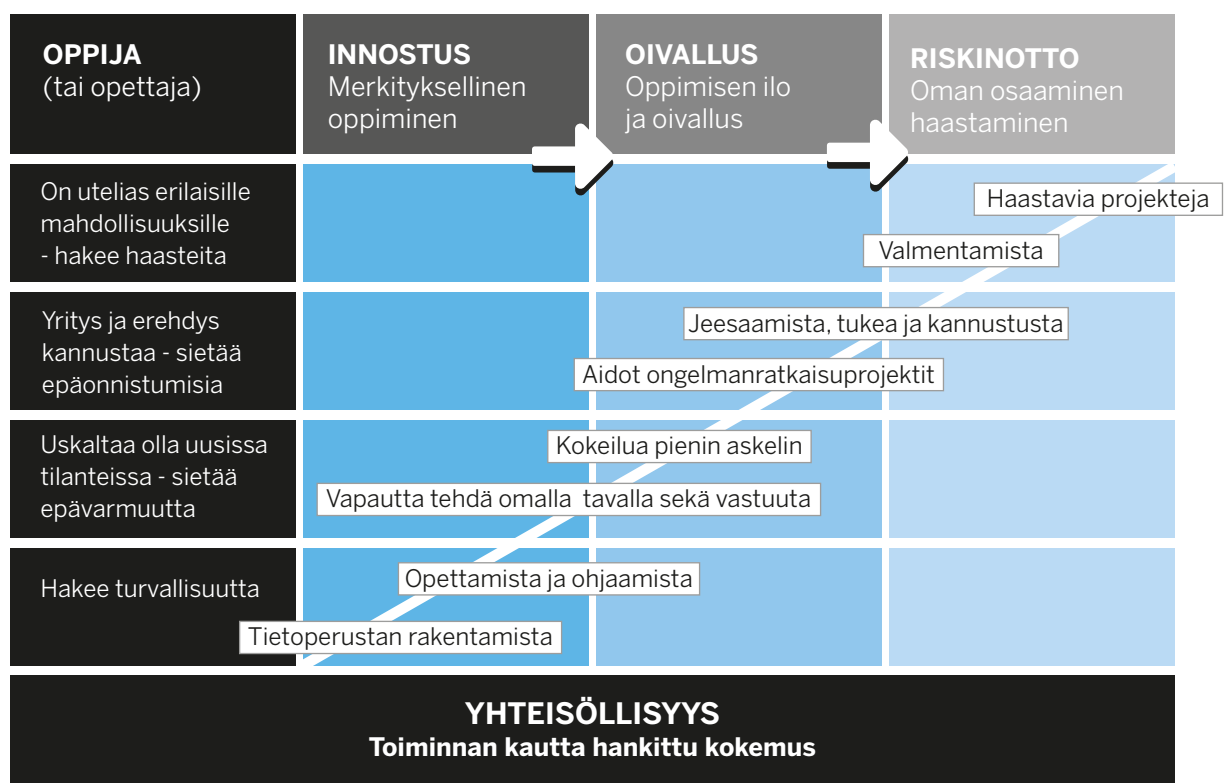 OPPIJA
(tai opettaja)
INNOSTUS
Merkityksellinen
oppiminen
OIVALLUS
Oppimisen ilo
ja oivallus
RISKINOTTO
Oman osaaminen
haastaminen
On utelias erilaisille
mahdollisuuksille
- hakee haasteita
Haastavia projekteja
Valmentamista
Yritys ja erehdys
kannustaa - sietää
epäonnistumisia
Jeesaamista, tukea ja kannustusta
Aidot ongelmanratkaisuprojektit
Uskaltaa olla uusissa
tilanteissa - sietää
epävarmuutta
Kokeilua pienin askelin
Vapautta tehdä omalla tavalla sekä vastuuta
Hakee turvallisuutta
Opettamista ja ohjaamista
Tietoperustan rakentamista
YHTEISÖLLISYYS
Toiminnan kautta hankittu kokemus